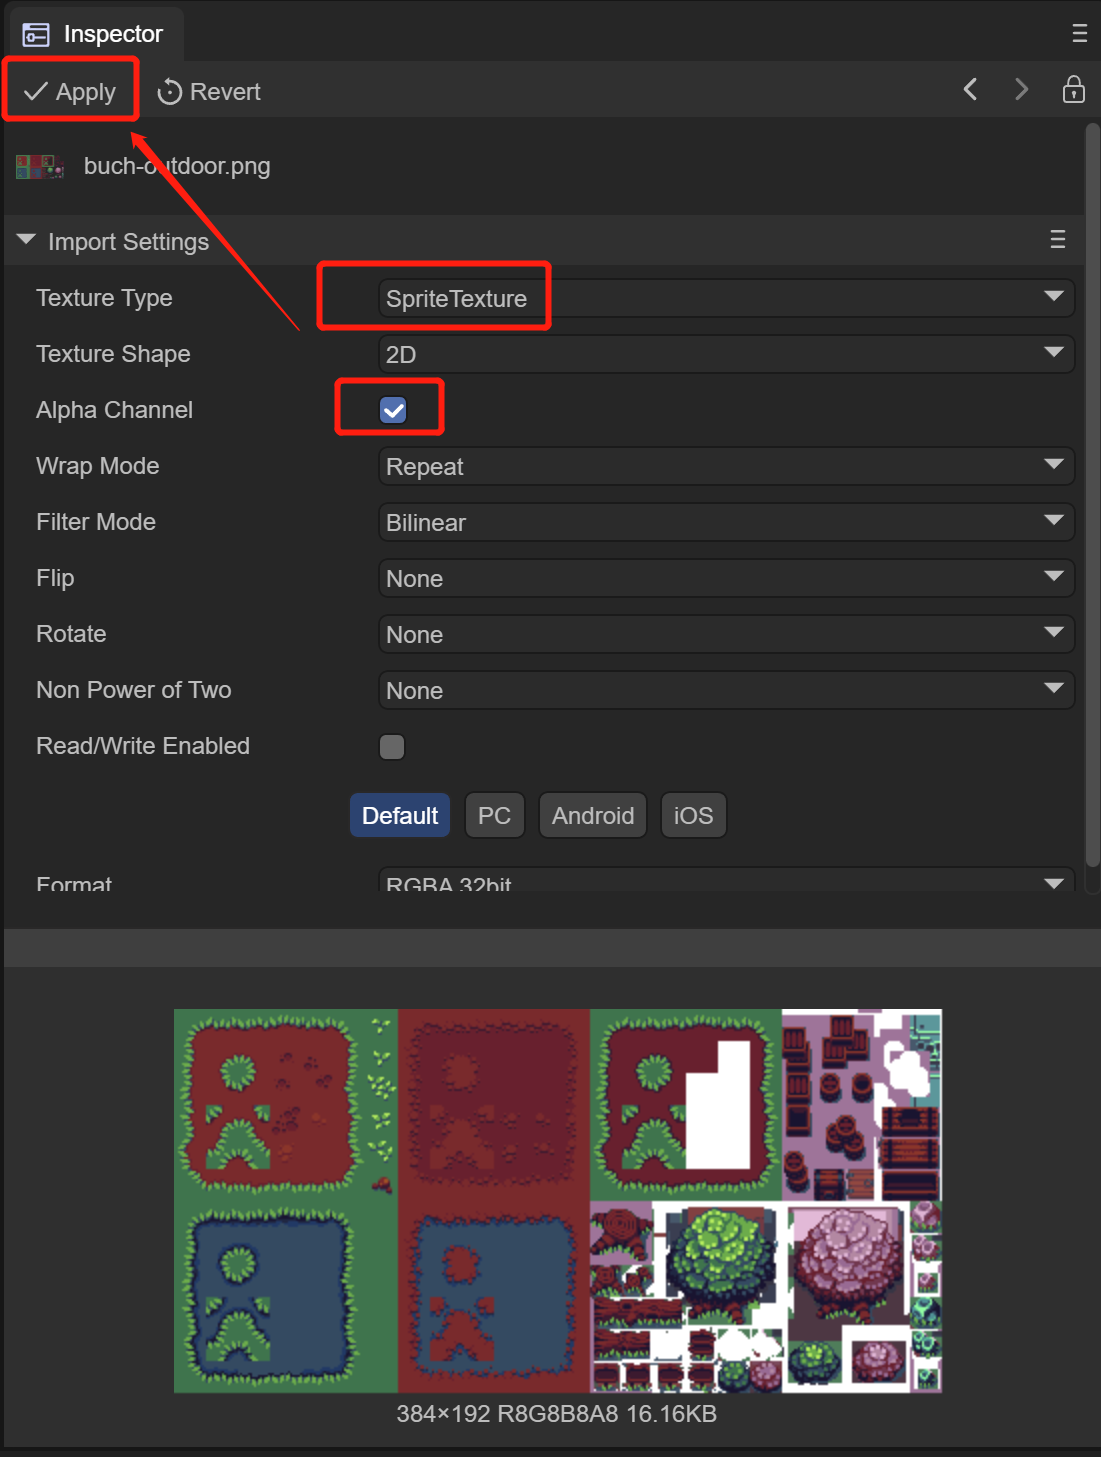 Inspector
Apply
Revert
buch-outdoor.png
Import Settings
Texture Type
SpriteTexture
Texture Shape
2D
Alpha Channel
Wrap Mode
Repeat
Filter Mode
Bilinear
Flip
None
Rotate
None
Non Power of Two
None
Read/Write Enabled
Default
PC
Android
iOS
Format
RGBA 32bit
384×192 R8G8B8A8 16.16KB